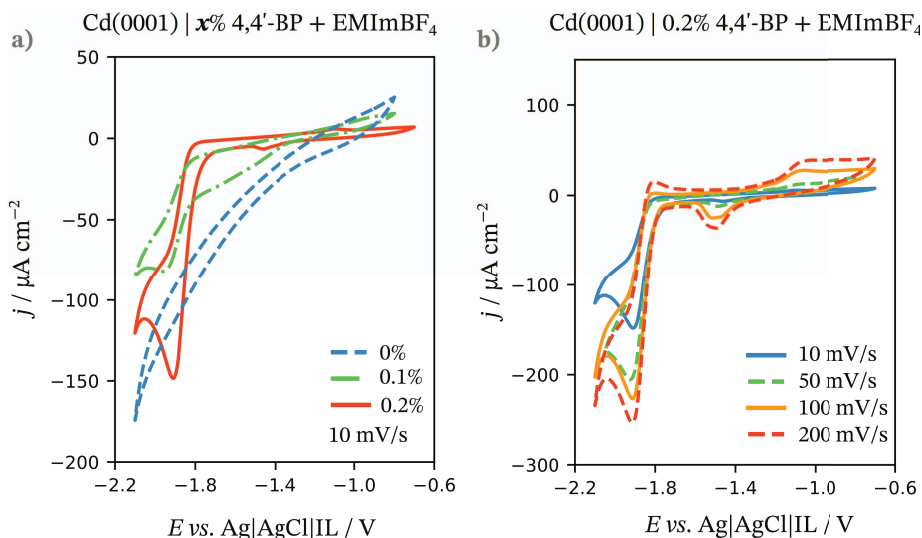 Cd(0001) | x% 4,4′-BP + EMImBF₄
a)
50
0
−50
−100
−150
−200
j / μA cm⁻²
0%
0.1%
0.2%
10 mV/s
−2.2
−1.8
−1.4
−1.0
−0.6
E vs. Ag|AgCl|IL / V
Cd(0001) | 0.2% 4,4′-BP + EMImBF₄
b)
100
0
−100
−200
−300
j / μA cm⁻²
10 mV/s
50 mV/s
100 mV/s
200 mV/s
−2.2
−1.8
−1.4
−1.0
−0.6
E vs. Ag|AgCl|IL / V